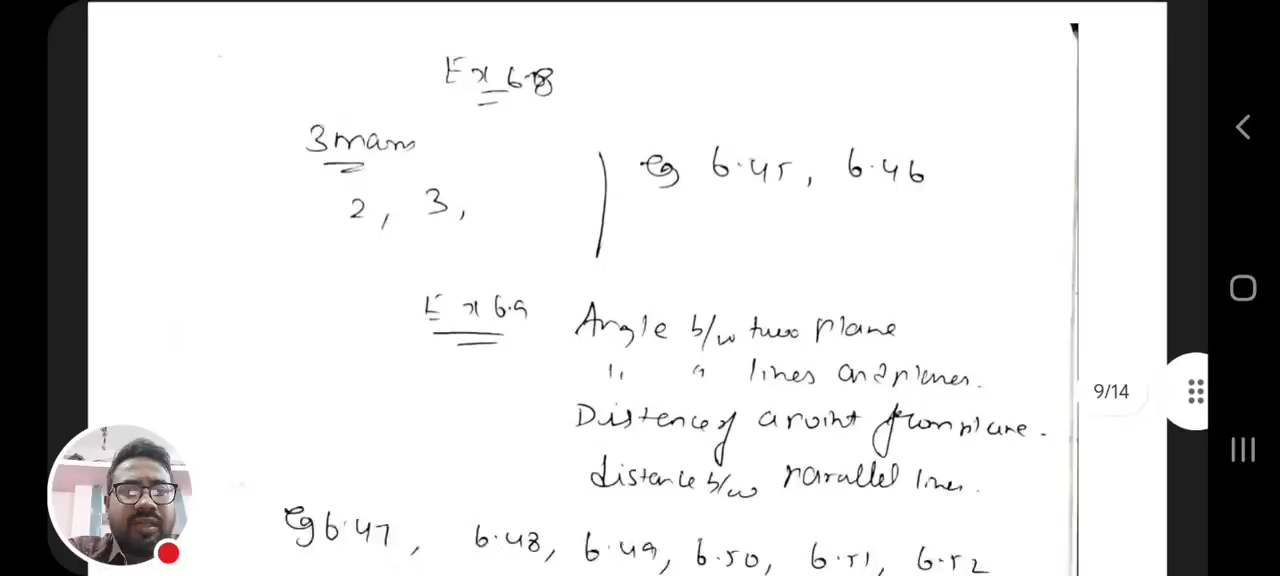 Ex 6.8
3 mark
2, 3,
eg 6.45, 6.46
Ex 6.9
Angle b/w two plane
" " lines and planes.
Distence of a point from plane.
distance b/w parallel lines.
eg 6.47, 6.48, 6.49, 6.50, 6.51, 6.52
9/14